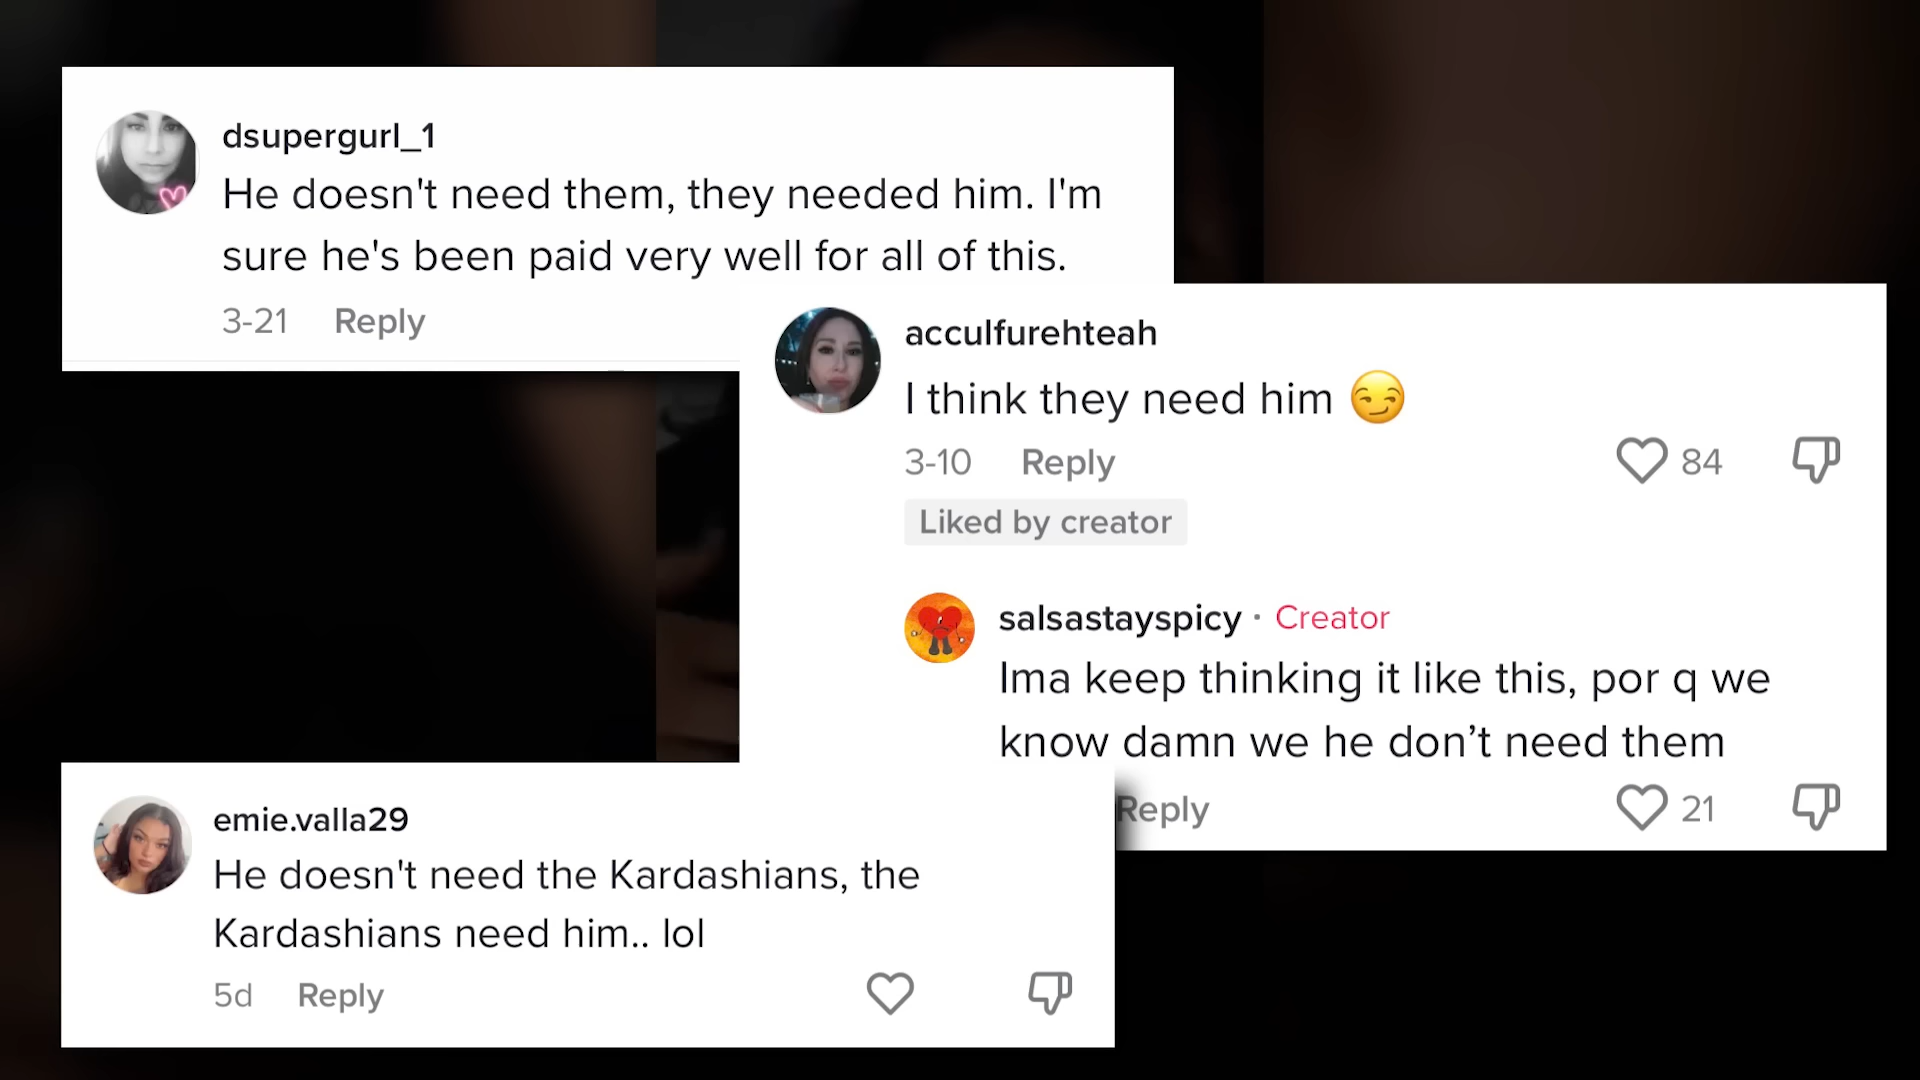 dsupergurl_1
He doesn't need them, they needed him. I'm
sure he's been paid very well for all of this.
3-21 Reply
acculfurehteah
I think they need him 😏
3-10 Reply 84
Liked by creator
salsastayspicy · Creator
Ima keep thinking it like this, por q we
know damn we he don’t need them
Reply 21
emie.valla29
He doesn't need the Kardashians, the
Kardashians need him.. lol
5d Reply